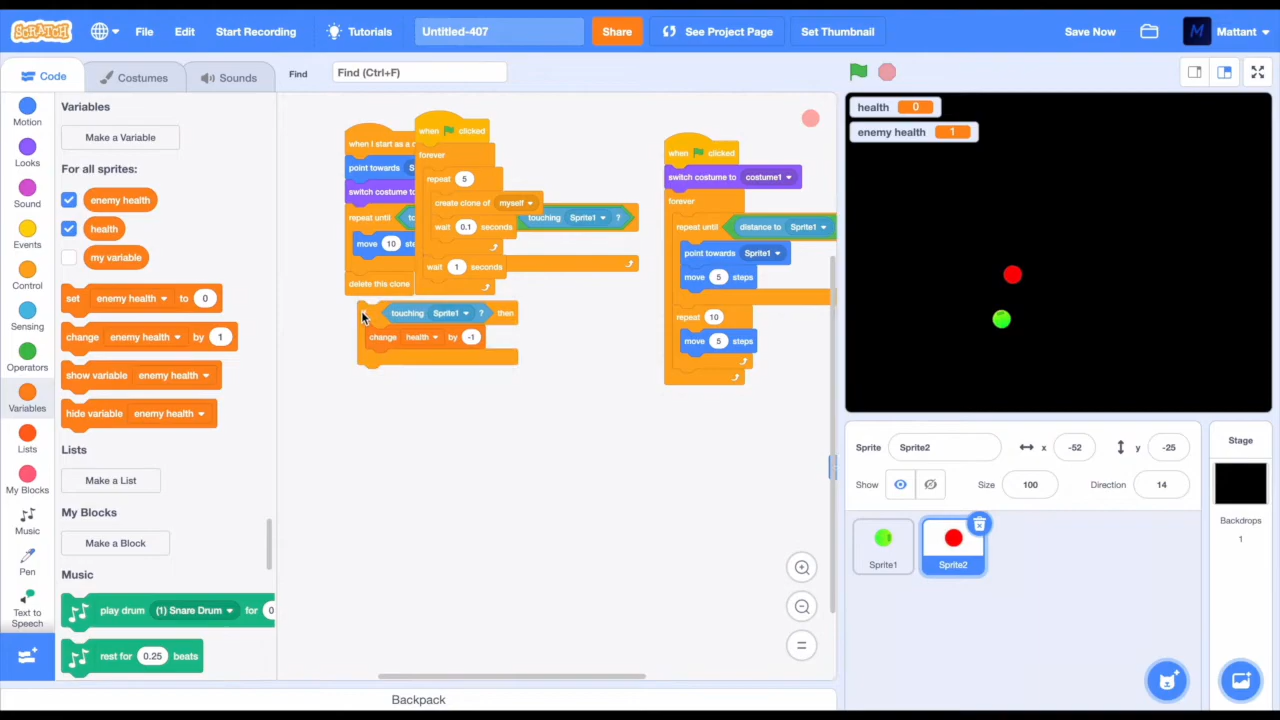 SCRATCH File Edit Start Recording Tutorials Untitled-407 Share See Project Page Set Thumbnail Save Now Mattant
Code Costumes Sounds Find Find (Ctrl+F)
Motion
Looks
Sound
Events
Control
Sensing
Operators
Variables
Lists
My Blocks
Music
Pen
Text to
Speech
Variables
Make a Variable
For all sprites:
enemy health
health
my variable
set enemy health to 0
change enemy health by 1
show variable enemy health
hide variable enemy health
Lists
Make a List
My Blocks
Make a Block
Music
play drum (1) Snare Drum for 0
rest for 0.25 beats
when I start as a c
point towards S
switch costume to
repeat until to touching Sprite1 ?
move 10 ste
delete this clone
when clicked
forever
repeat 5
create clone of myself
wait 0.1 seconds
wait 1 seconds
touching Sprite1 ? then
change health by -1
when clicked
switch costume to costume1
forever
repeat until distance to Sprite1
point towards Sprite1
move 5 steps
repeat 10
move 5 steps
Backpack
health 0
enemy health 1
Sprite Sprite2 x -52 y -25
Show Size 100 Direction 14
Sprite1 Sprite2
Stage
Backdrops
1